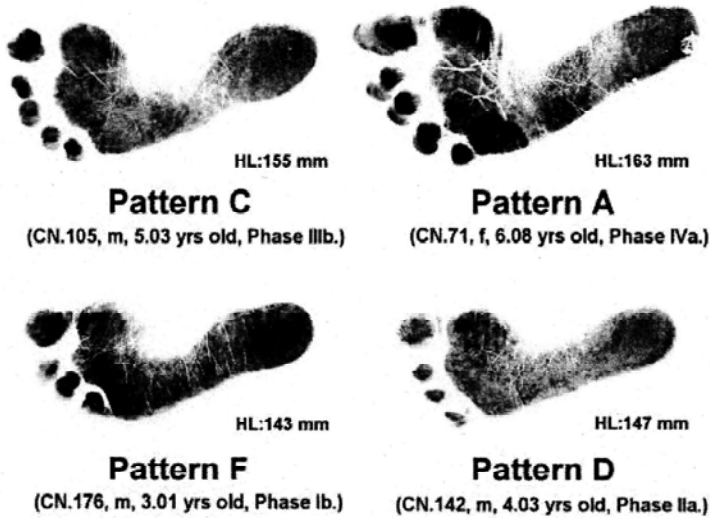 HL:155 mm
Pattern C
(CN.105, m, 5.03 yrs old, Phase IIIb.)
HL:163 mm
Pattern A
(CN.71, f, 6.08 yrs old, Phase IVa.)
HL:143 mm
Pattern F
(CN.176, m, 3.01 yrs old, Phase Ib.)
HL:147 mm
Pattern D
(CN.142, m, 4.03 yrs old, Phase IIa.)